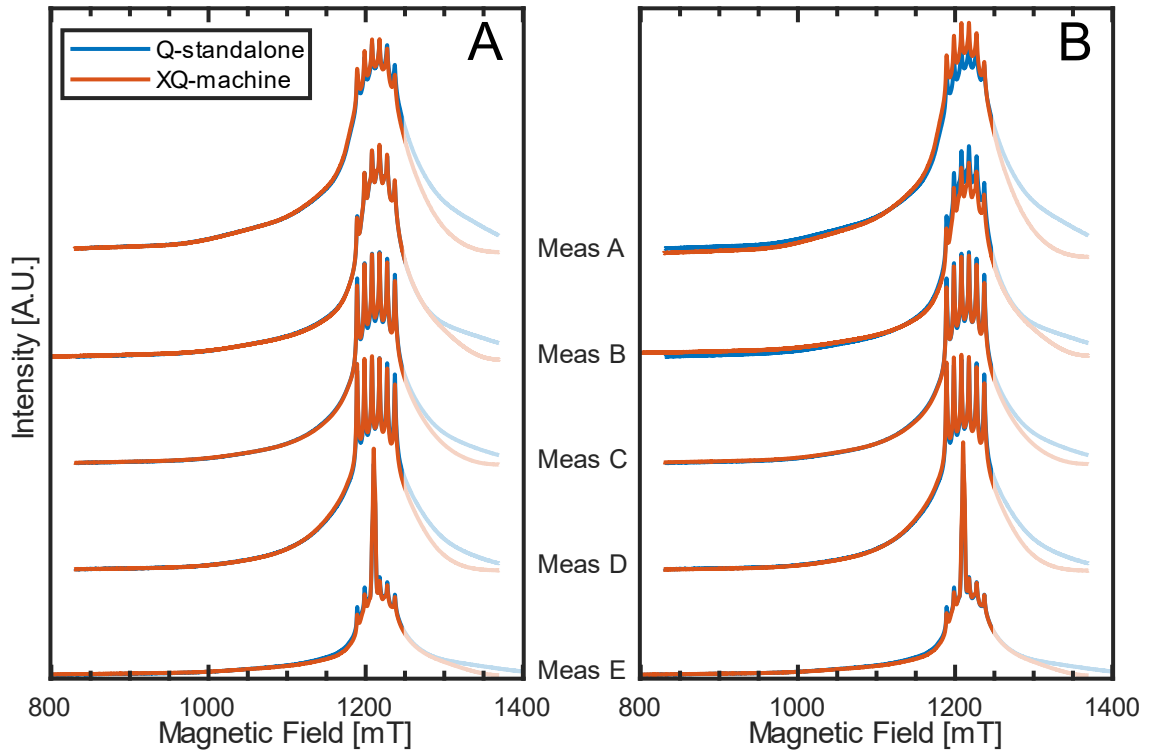 A
B
Q-standalone
XQ-machine
Intensity [A.U.]
Meas A
Meas B
Meas C
Meas D
Meas E
800 1000 1200 1400
800 1000 1200 1400
Magnetic Field [mT]
Magnetic Field [mT]